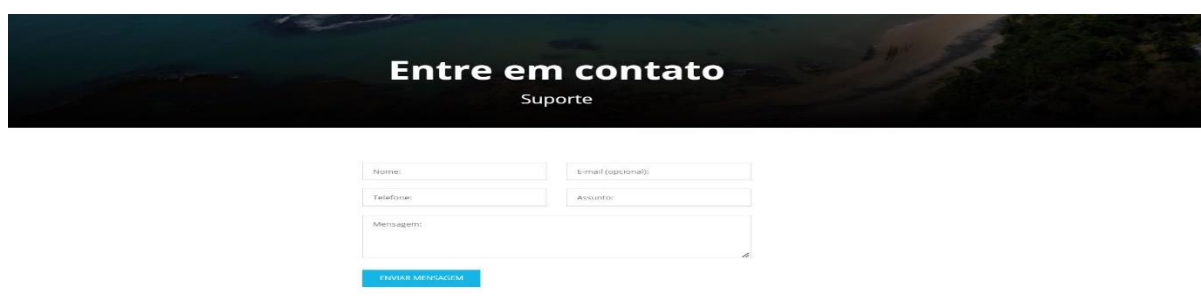 Entre em contato
Suporte
Nome: E-mail (opcional):
Telefone: Assunto:
Mensagem:
ENVIAR MENSAGEM